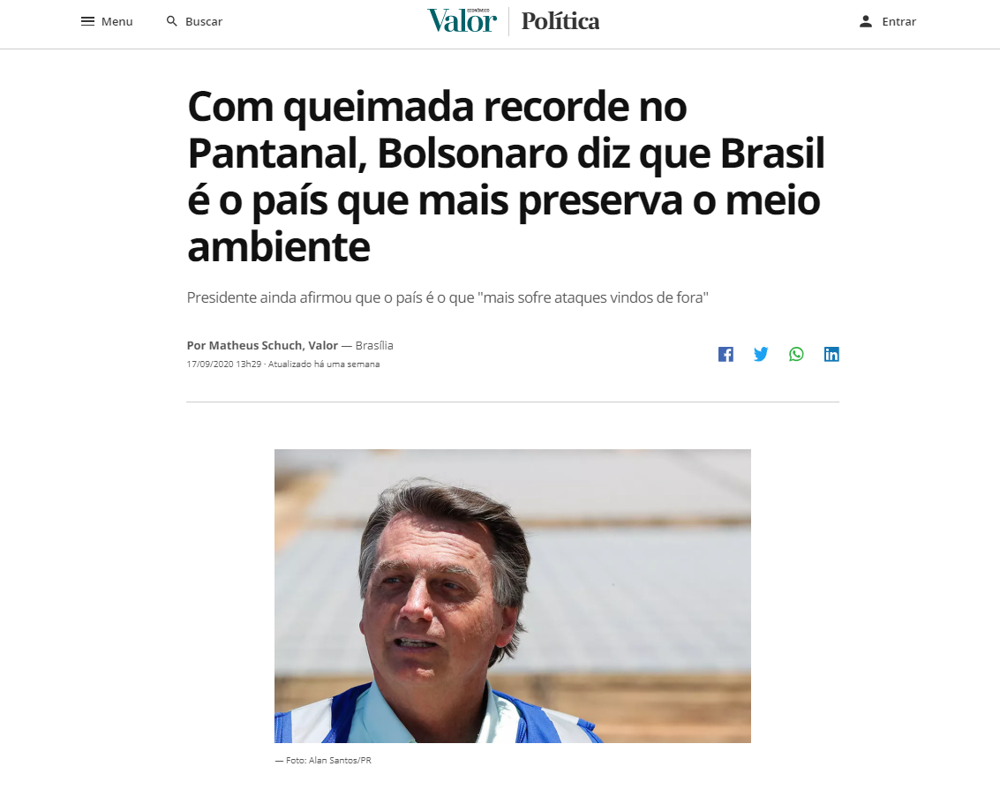 Menu
Buscar
ECONÔMICO
Valor
Política
Entrar
Com queimada recorde no
Pantanal, Bolsonaro diz que Brasil
é o país que mais preserva o meio
ambiente
Presidente ainda afirmou que o país é o que "mais sofre ataques vindos de fora"
Por Matheus Schuch, Valor — Brasília
17/09/2020 13h29 · Atualizado há uma semana
— Foto: Alan Santos/PR